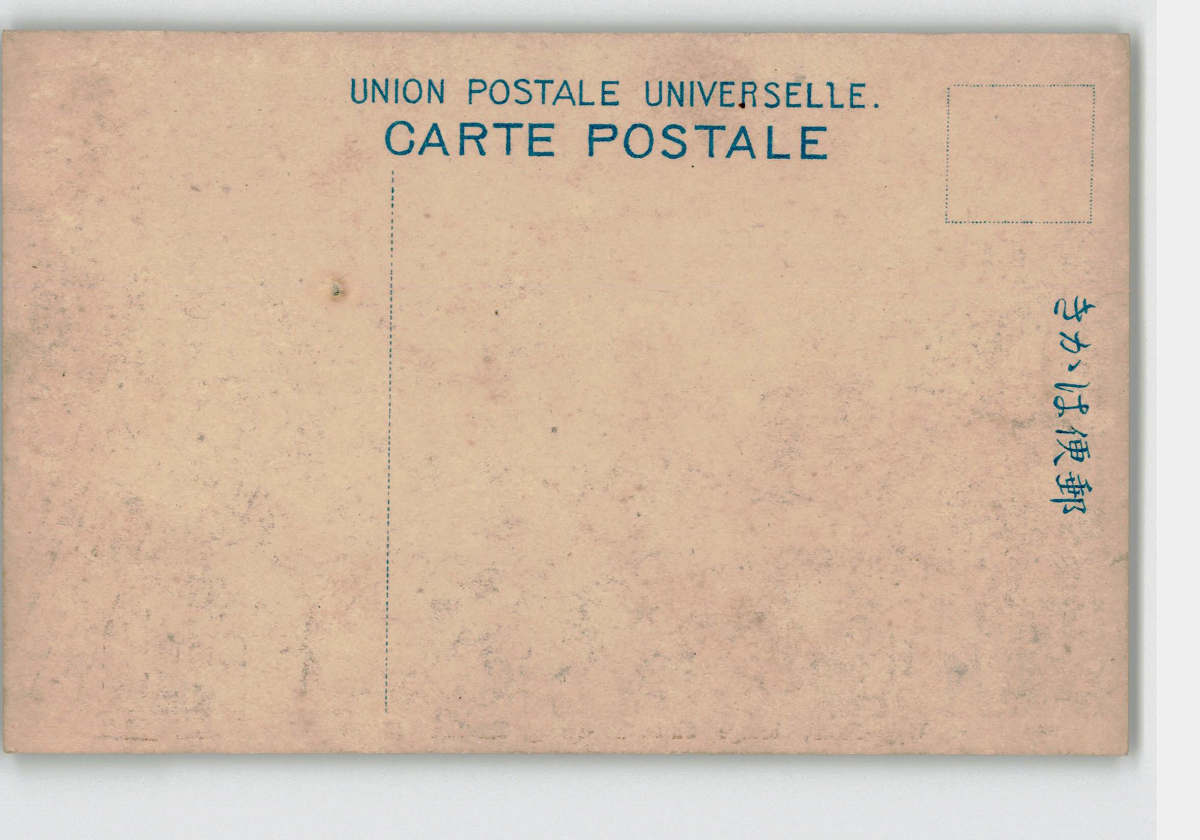 UNION POSTALE UNIVERSELLE.
CARTE POSTALE
郵便はかき